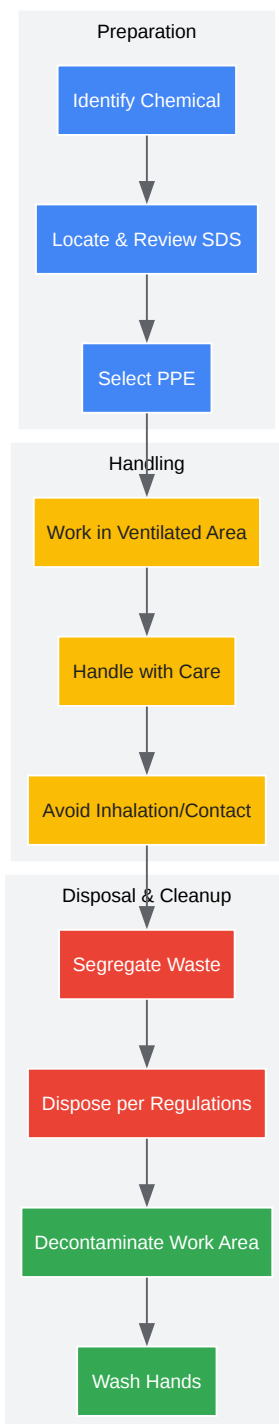 Preparation
Identify Chemical
Locate & Review SDS
Select PPE
Handling
Work in Ventilated Area
Handle with Care
Avoid Inhalation/Contact
Disposal & Cleanup
Segregate Waste
Dispose per Regulations
Decontaminate Work Area
Wash Hands